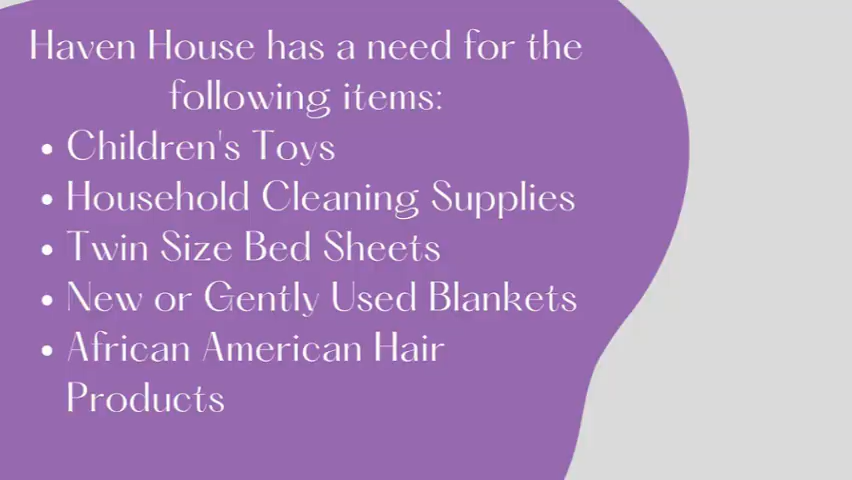 Haven House has a need for the
following items:
• Children's Toys
• Household Cleaning Supplies
• Twin Size Bed Sheets
• New or Gently Used Blankets
• African American Hair
Products